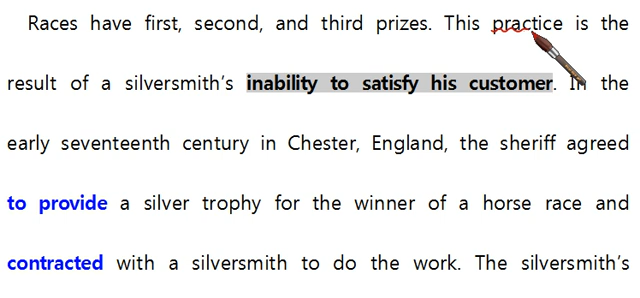 Races have first, second, and third prizes. This practice is the
result of a silversmith's inability to satisfy his customer. In the
early seventeenth century in Chester, England, the sheriff agreed
to provide a silver trophy for the winner of a horse race and
contracted with a silversmith to do the work. The silversmith's